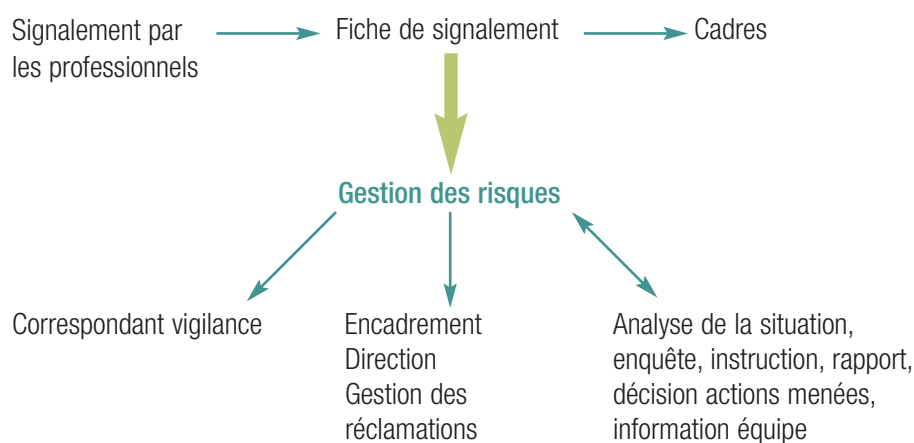 Signalement par
les professionnels
Fiche de signalement
Cadres
Gestion des risques
Correspondant vigilance
Encadrement
Direction
Gestion des
réclamations
Analyse de la situation,
enquête, instruction, rapport,
décision actions menées,
information équipe